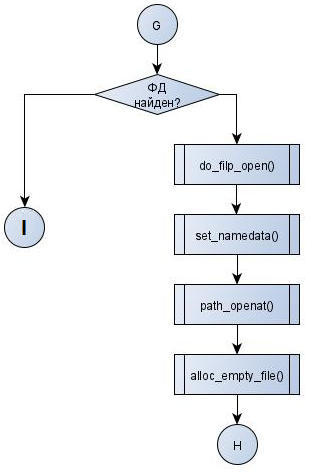 G
ФД
найден?
I
do_filp_open()
set_namedata()
path_openat()
alloc_empty_file()
H